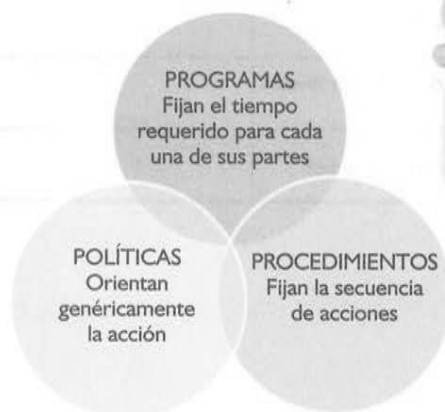 PROGRAMAS
Fijan el tiempo
requerido para cada
una de sus partes
POLÍTICAS
Orientan
genéricamente
la acción
PROCEDIMIENTOS
Fijan la secuencia
de acciones